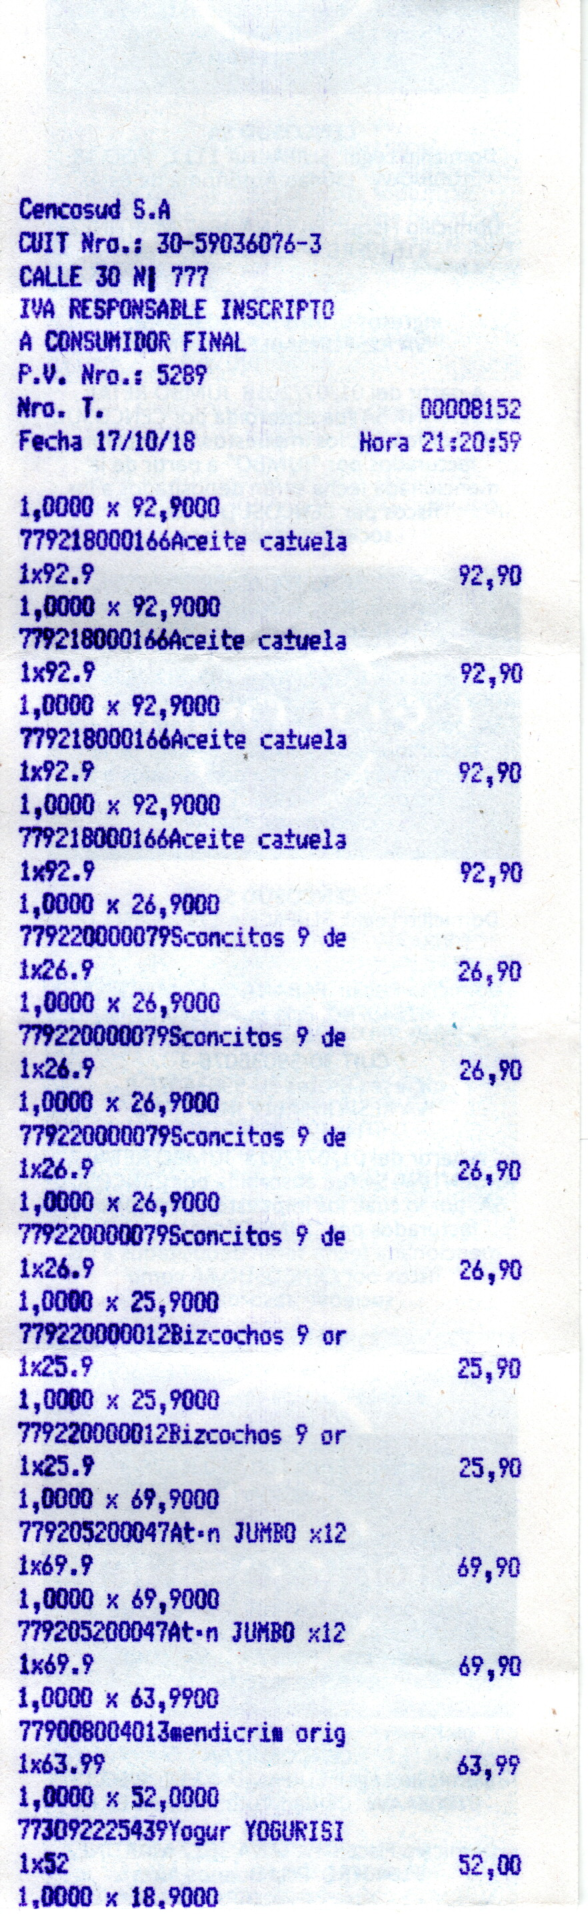 Cencosud S.A
CUIT Nro.: 30-59036076-3
CALLE 30 N| 777
IVA RESPONSABLE INSCRIPTO
A CONSUMIDOR FINAL
P.V. Nro.: 5289
Nro. T. 00008152
Fecha 17/10/18 Hora 21:20:59
1,0000 x 92,9000
779218000166Aceite cañuela
1x92.9 92,90
1,0000 x 92,9000
779218000166Aceite cañuela
1x92.9 92,90
1,0000 x 92,9000
779218000166Aceite cañuela
1x92.9 92,90
1,0000 x 92,9000
779218000166Aceite cañuela
1x92.9 92,90
1,0000 x 26,9000
779220000079Sconcitos 9 de
1x26.9 26,90
1,0000 x 26,9000
779220000079Sconcitos 9 de
1x26.9 26,90
1,0000 x 26,9000
779220000079Sconcitos 9 de
1x26.9 26,90
1,0000 x 26,9000
779220000079Sconcitos 9 de
1x26.9 26,90
1,0000 x 25,9000
779220000012Bizcochos 9 or
1x25.9 25,90
1,0000 x 25,9000
779220000012Bizcochos 9 or
1x25.9 25,90
1,0000 x 69,9000
779205200047At·n JUMBO x12
1x69.9 69,90
1,0000 x 69,9000
779205200047At·n JUMBO x12
1x69.9 69,90
1,0000 x 63,9900
779008004013mendicrim orig
1x63.99 63,99
1,0000 x 52,0000
773092225439Yogur YOGURISI
1x52 52,00
1,0000 x 18,9000